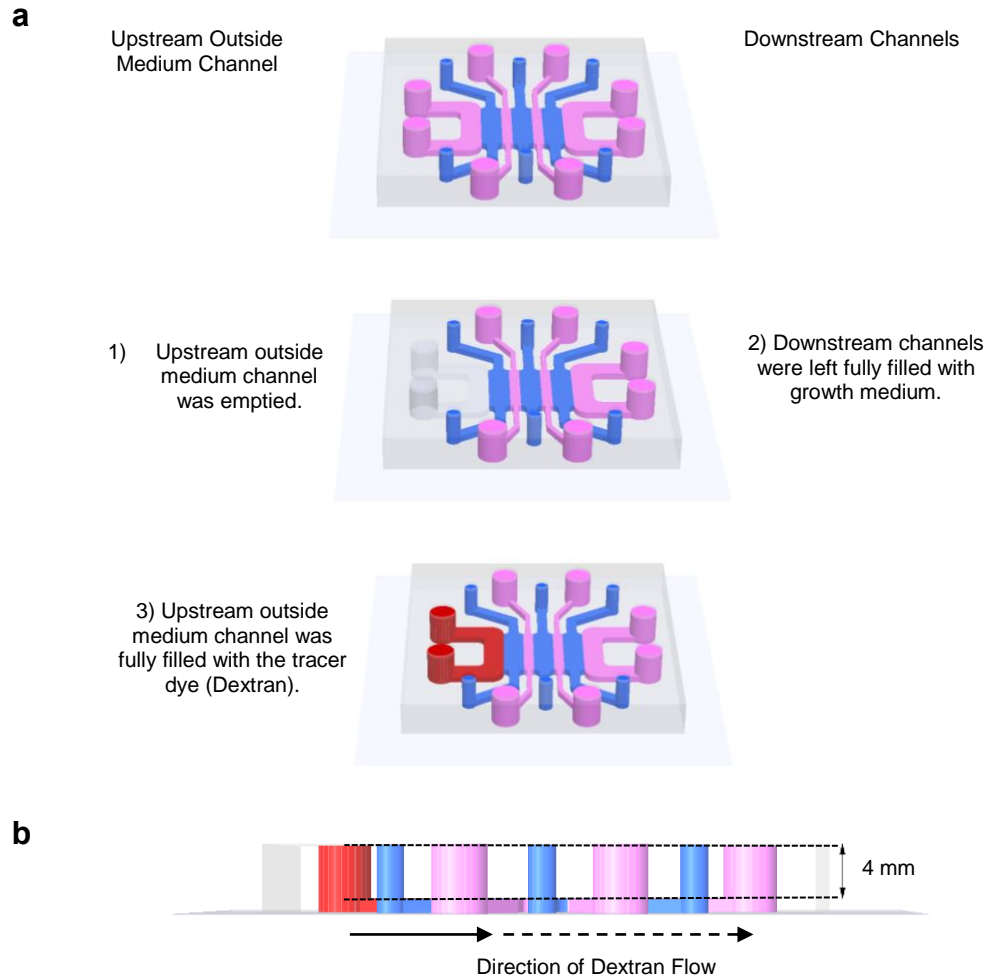 a
Upstream Outside
Medium Channel
Downstream Channels
1) Upstream outside
medium channel
was emptied.
2) Downstream channels
were left fully filled with
growth medium.
3) Upstream outside
medium channel was
fully filled with the tracer
dye (Dextran).
b
4 mm
Direction of Dextran Flow